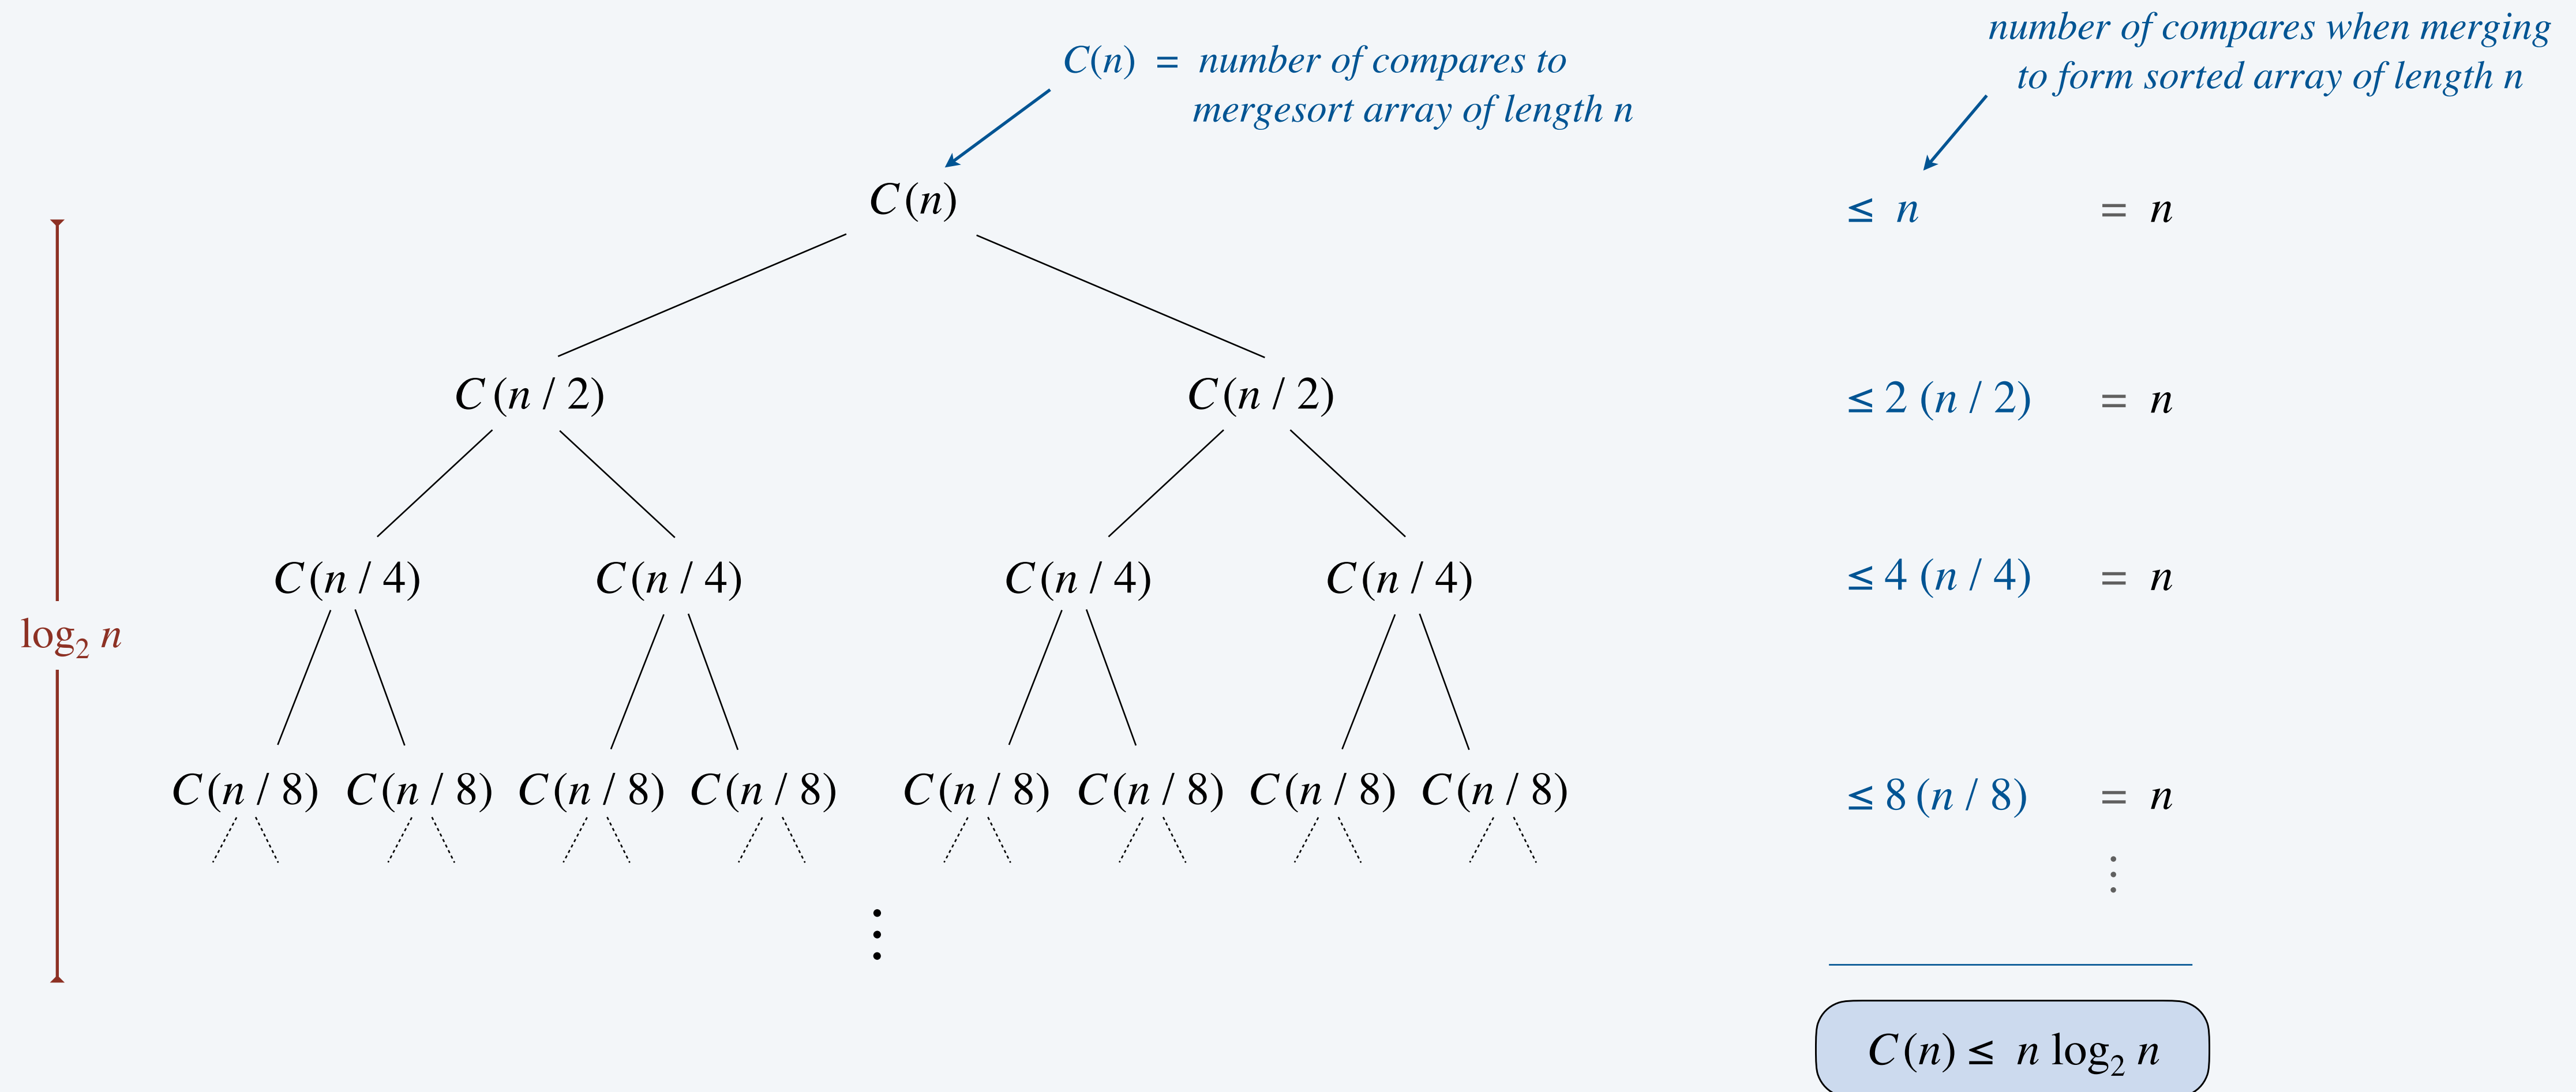 number of compares when merging
to form sorted array of length n
C(n) = number of compares to
mergesort array of length n
C(n) ≤ n = n
C(n / 2) C(n / 2) ≤ 2 (n / 2) = n
C(n / 4) C(n / 4) C(n / 4) C(n / 4) ≤ 4 (n / 4) = n
log₂ n
C(n / 8) C(n / 8) C(n / 8) C(n / 8) C(n / 8) C(n / 8) C(n / 8) C(n / 8) ≤ 8 (n / 8) = n
⋮
⋮
C(n) ≤ n log₂ n